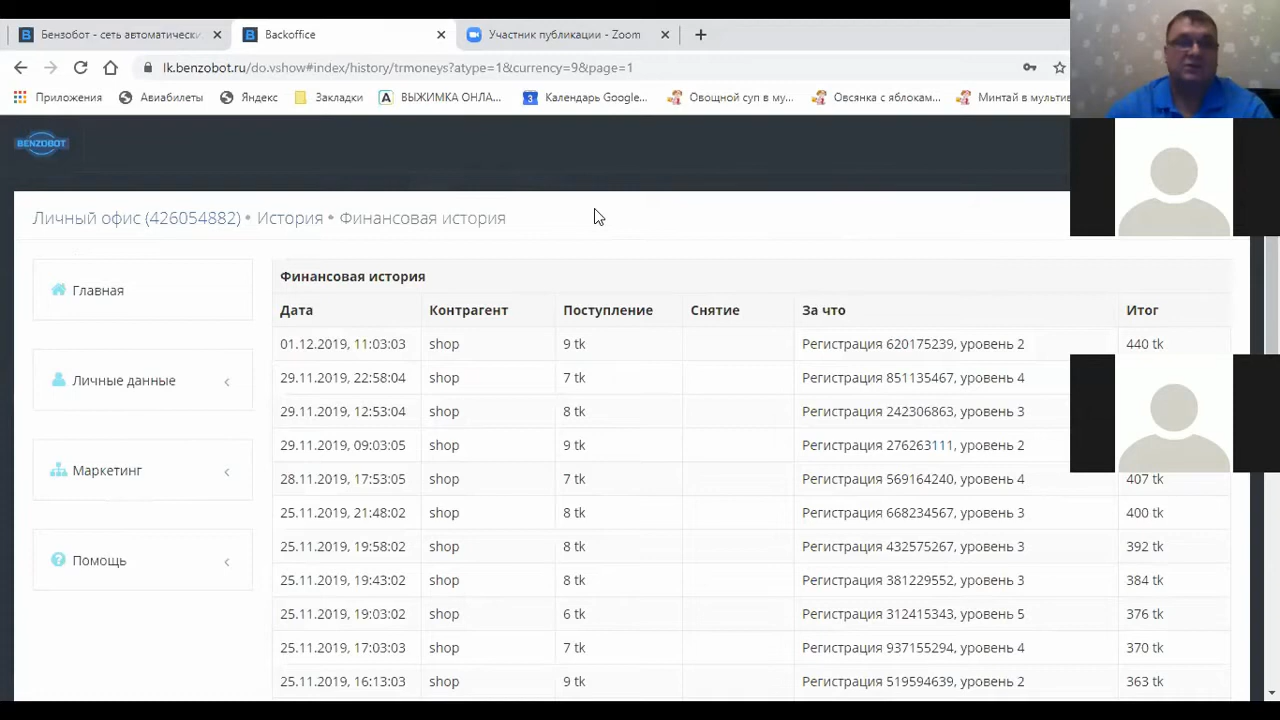 Бензобот - сеть автоматически
Backoffice
Участник публикации - Zoom
lk.benzobot.ru/do.vshow#index/history/trmoneys?atype=1&currency=9&page=1
Приложения Авиабилеты Яндекс Закладки ВЫЖИМКА ОНЛА... Календарь Google... Овощной суп в му... Овсянка с яблокам... Минтай в мульти
BENZOBOT
Личный офис (426054882) • История • Финансовая история
Главная
Личные данные
Маркетинг
Помощь
Финансовая история
Дата Контрагент Поступление Снятие За что Итог
01.12.2019, 11:03:03 shop 9 tk Регистрация 620175239, уровень 2 440 tk
29.11.2019, 22:58:04 shop 7 tk Регистрация 851135467, уровень 4
29.11.2019, 12:53:04 shop 8 tk Регистрация 242306863, уровень 3
29.11.2019, 09:03:05 shop 9 tk Регистрация 276263111, уровень 2
28.11.2019, 17:53:05 shop 7 tk Регистрация 569164240, уровень 4 407 tk
25.11.2019, 21:48:02 shop 8 tk Регистрация 668234567, уровень 3 400 tk
25.11.2019, 19:58:02 shop 8 tk Регистрация 432575267, уровень 3 392 tk
25.11.2019, 19:43:02 shop 8 tk Регистрация 381229552, уровень 3 384 tk
25.11.2019, 19:03:02 shop 6 tk Регистрация 312415343, уровень 5 376 tk
25.11.2019, 17:03:03 shop 7 tk Регистрация 937155294, уровень 4 370 tk
25.11.2019, 16:13:03 shop 9 tk Регистрация 519594639, уровень 2 363 tk